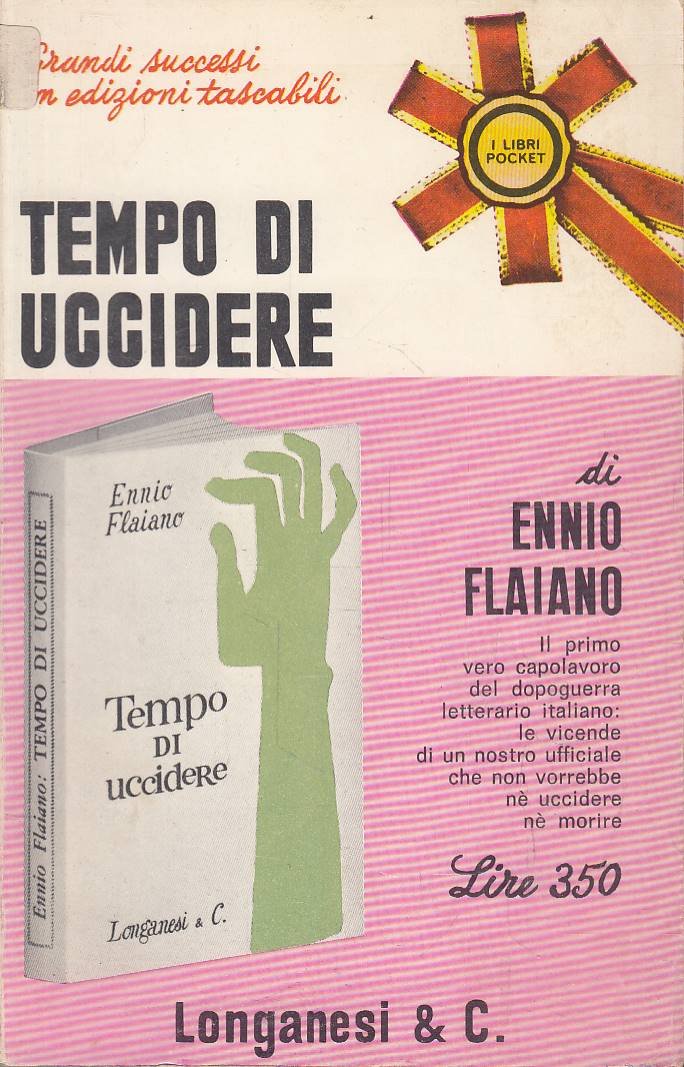 Grandi successi
in edizioni tascabili
I LIBRI
POCKET
TEMPO DI
UCCIDERE
Ennio
Flaiano
Tempo
DI
uccideRe
Longanesi & C.
Ennio Flaiano: TEMPO DI UCCIDERE
di
ENNIO
FLAIANO
Il primo
vero capolavoro
del dopoguerra
letterario italiano:
le vicende
di un nostro ufficiale
che non vorrebbe
nè uccidere
nè morire
Lire 350
Longanesi & C.